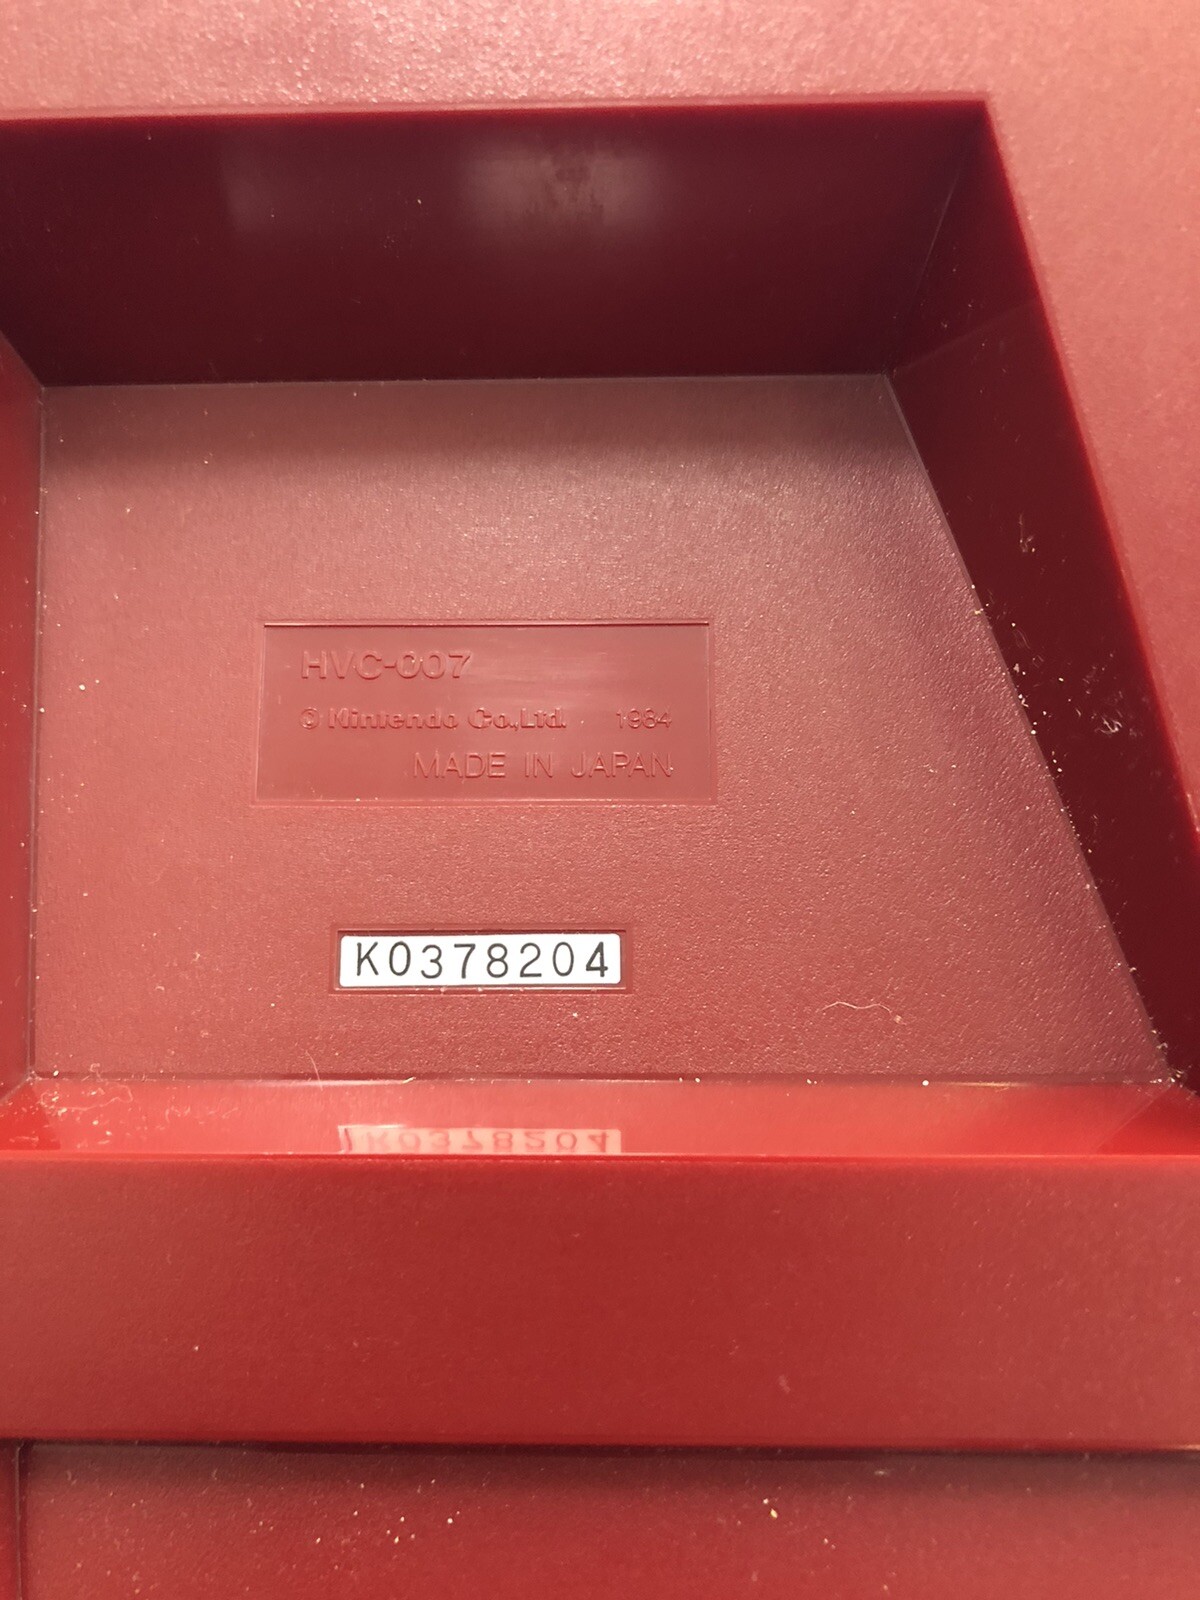 HVC-007
© Nintendo Co.,Ltd. 1984
MADE IN JAPAN
K0378204